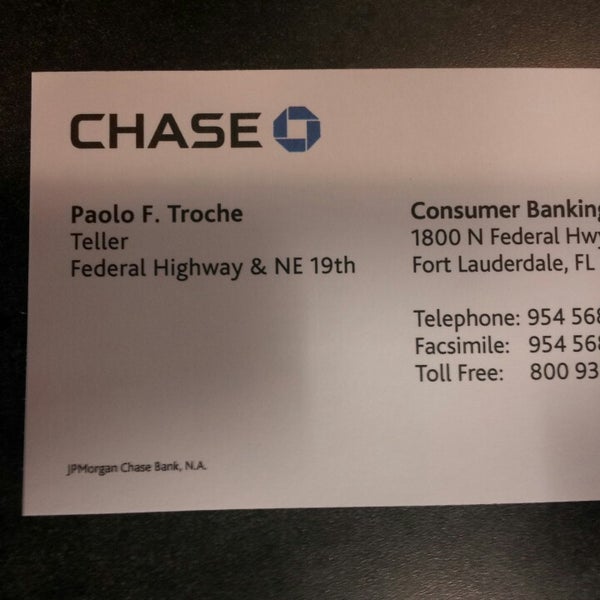 CHASE
Paolo F. Troche
Teller
Federal Highway & NE 19th
Consumer Banking
1800 N Federal Hwy
Fort Lauderdale, FL
Telephone: 954 568
Facsimile: 954 568
Toll Free: 800 93
JPMorgan Chase Bank, N.A.